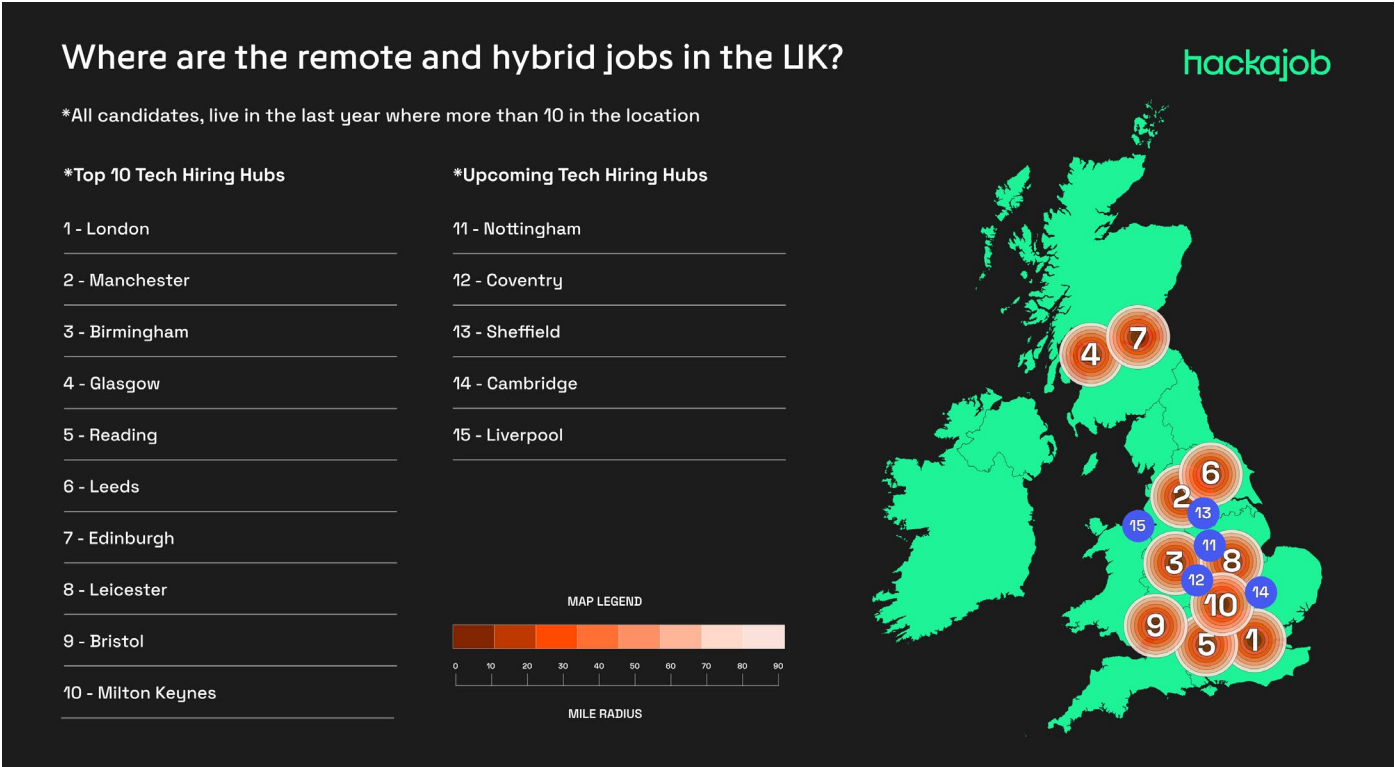 Where are the remote and hybrid jobs in the UK?
hackajob
*All candidates, live in the last year where more than 10 in the location
*Top 10 Tech Hiring Hubs
1 - London
2 - Manchester
3 - Birmingham
4 - Glasgow
5 - Reading
6 - Leeds
7 - Edinburgh
8 - Leicester
9 - Bristol
10 - Milton Keynes
*Upcoming Tech Hiring Hubs
11 - Nottingham
12 - Coventry
13 - Sheffield
14 - Cambridge
15 - Liverpool
MAP LEGEND
0 10 20 30 40 50 60 70 80 90
MILE RADIUS
7
4
6
2
13
15
11
3
8
12
14
10
9
5
1